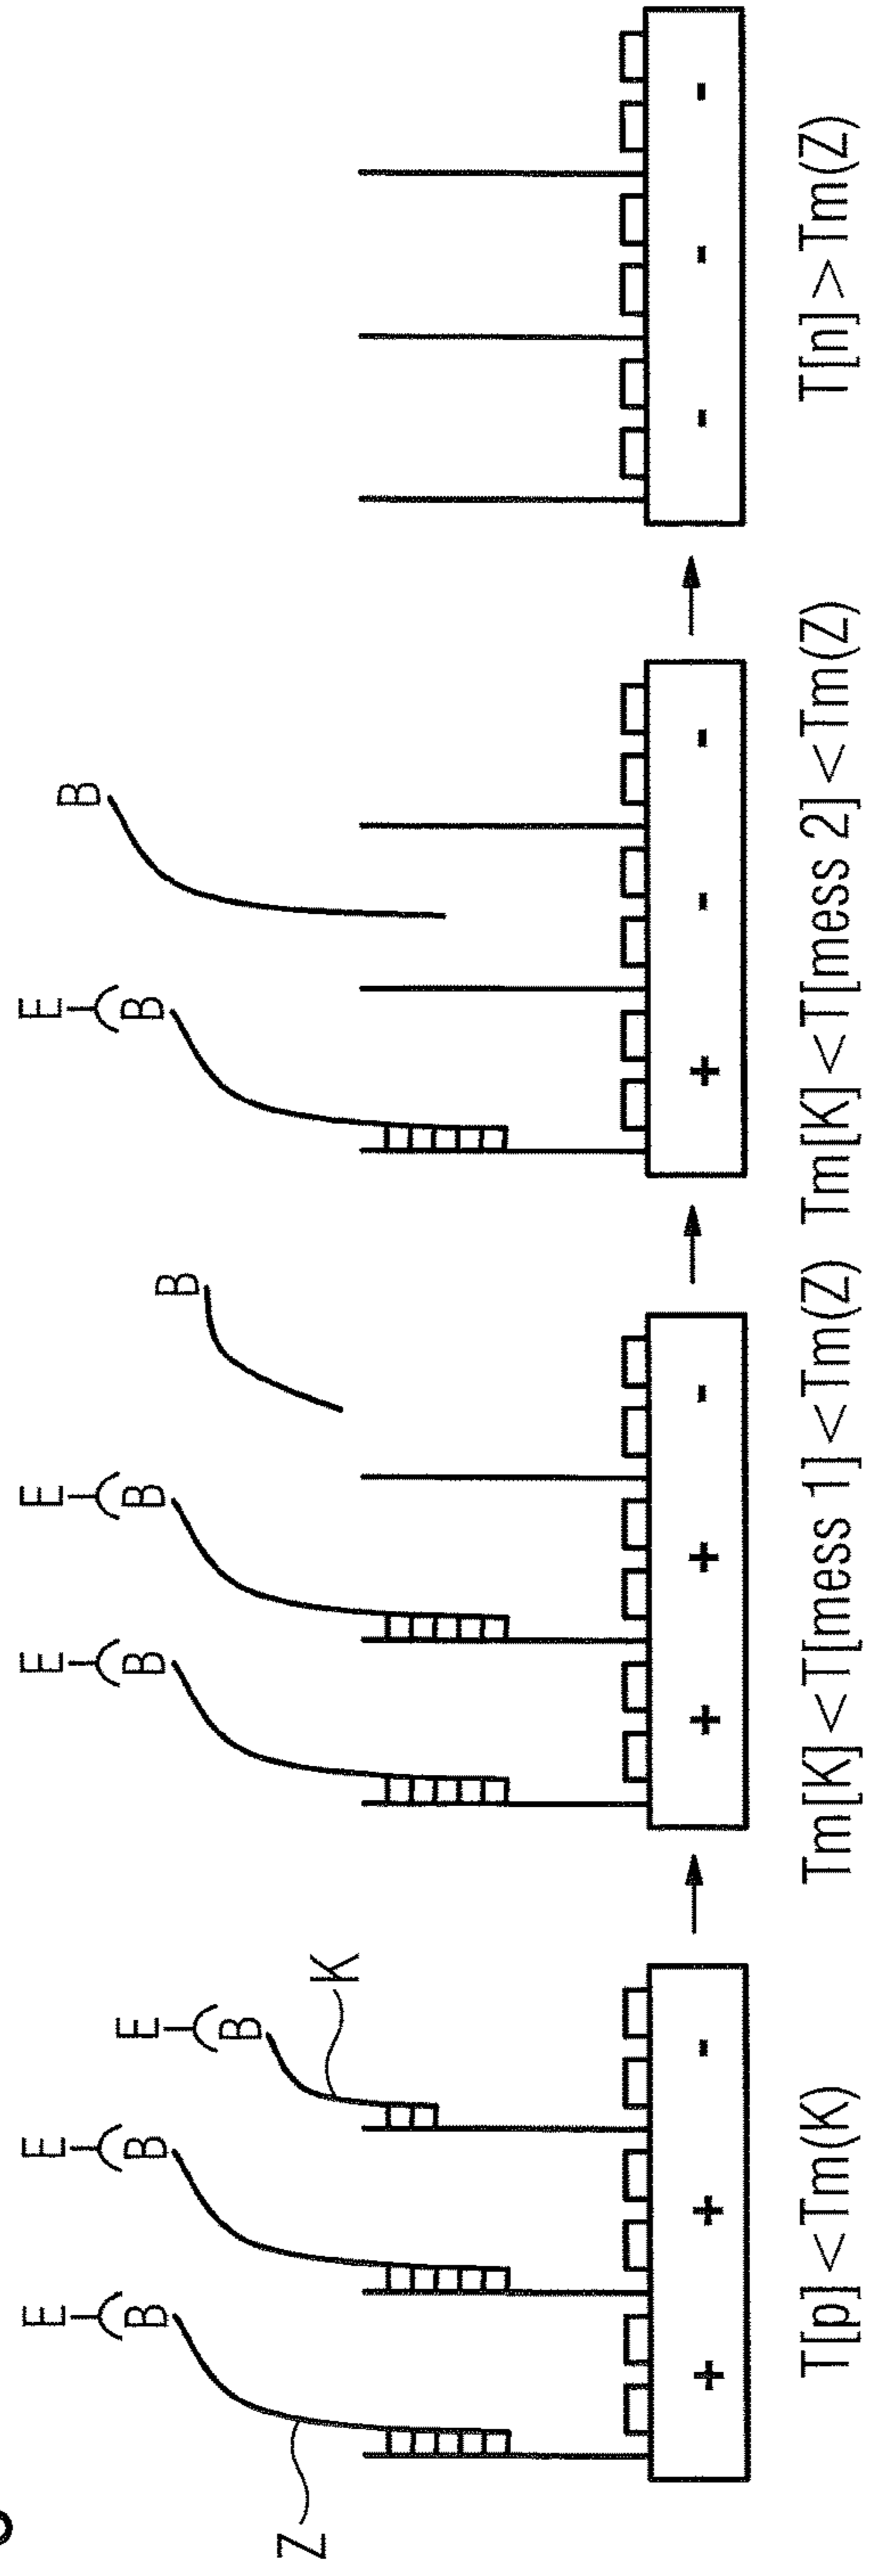 E E E E E
B
E
B B B B B
B
B
Z K
+ + - + + - + - - - - -
T[p]<Tm(K) Tm[K]<T[mess 1]<Tm(Z) Tm[K]<T[mess 2]<Tm(Z) T[n]>Tm(Z)